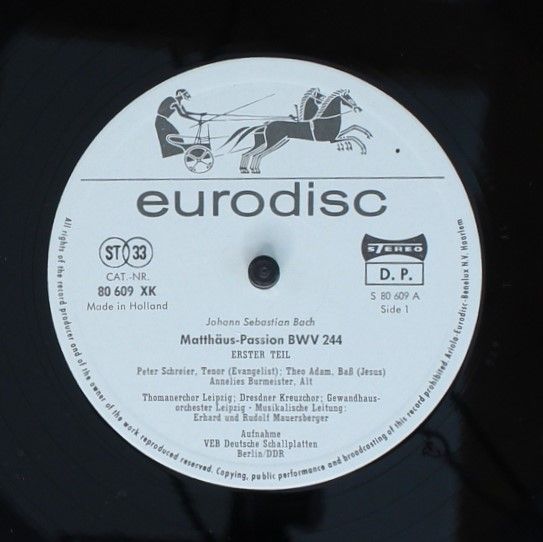 eurodisc
ST 33
CAT.-NR.
80 609 XK
Made in Holland
STEREO
D. P.
S 80 609 A
Side 1
Johann Sebastian Bach
Matthäus-Passion BWV 244
ERSTER TEIL
Peter Schreier, Tenor (Evangelist); Theo Adam, Baß (Jesus)
Annelies Burmeister, Alt
Thomanerchor Leipzig; Dresdner Kreuzchor; Gewandhaus-
orchester Leipzig · Musikalische Leitung:
Erhard und Rudolf Mauersberger
Aufnahme
VEB Deutsche Schallplatten
Berlin/DDR
All rights of the record producer and of the owner of the work reproduced reserved. Copying, public performance and broadcasting of this record prohibited. Ariola-Eurodisc-Benelux N.V. Haarlem